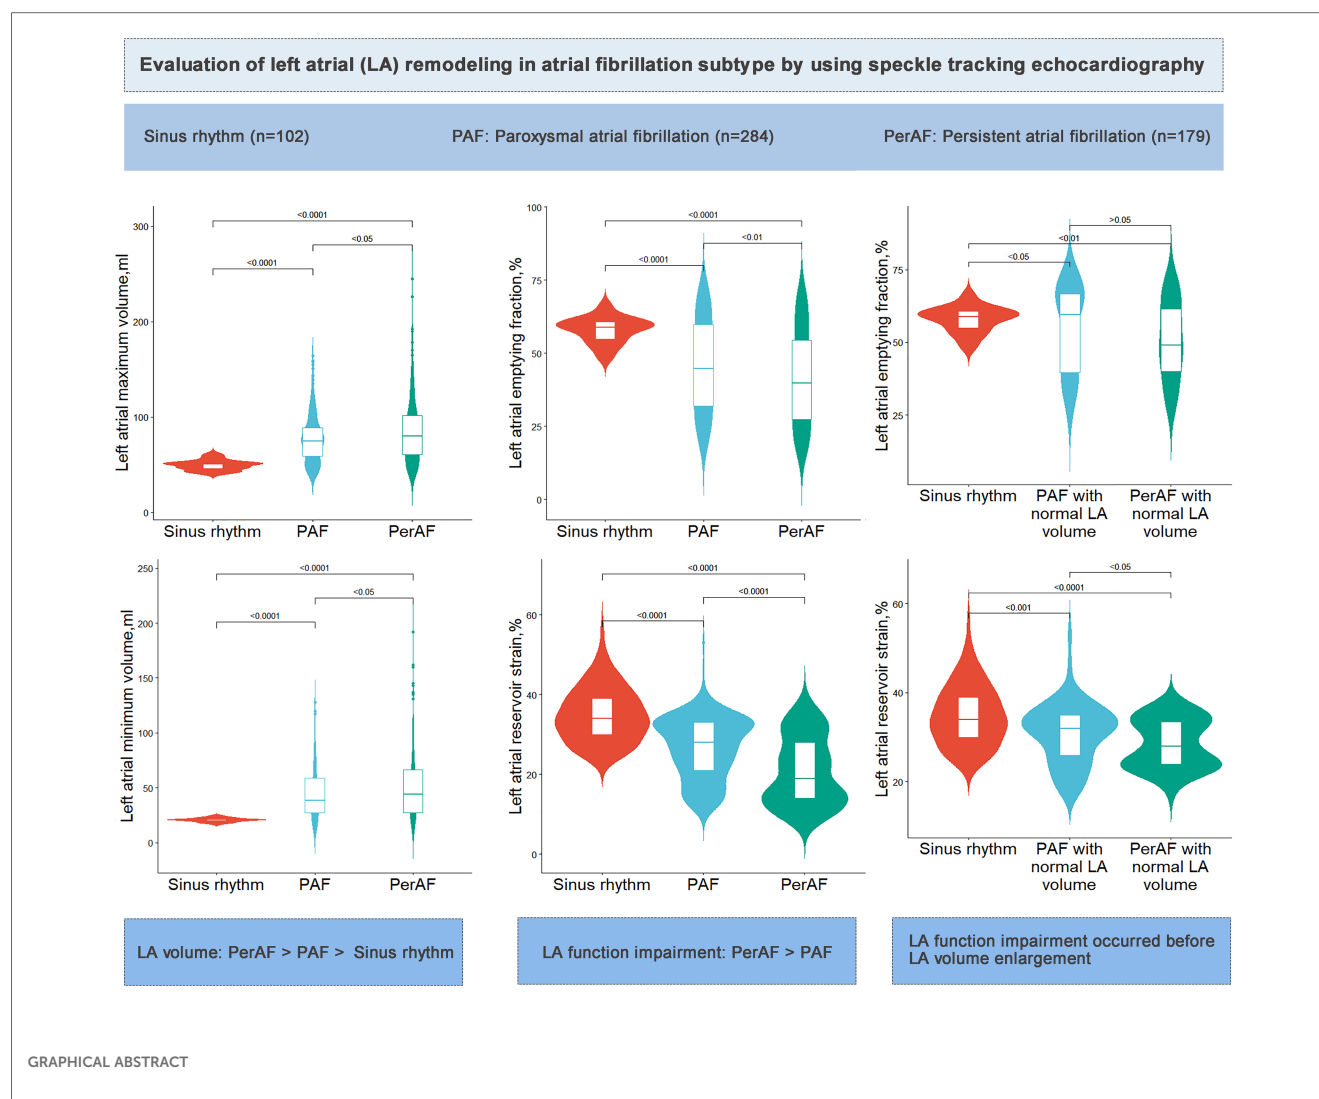 Evaluation of left atrial (LA) remodeling in atrial fibrillation subtype by using speckle tracking echocardiography
Sinus rhythm (n=102)
PAF: Paroxysmal atrial fibrillation (n=284)
PerAF: Persistent atrial fibrillation (n=179)
Left atrial maximum volume,ml
300
200
100
0
<0.0001
<0.05
<0.0001
Sinus rhythm
PAF
PerAF
Left atrial emptying fraction,%
100
75
50
25
0
<0.0001
<0.01
<0.0001
Sinus rhythm
PAF
PerAF
Left atrial emptying fraction,%
75
50
25
>0.05
<0.01
<0.05
Sinus rhythm
PAF with
normal LA
volume
PerAF with
normal LA
volume
Left atrial minimum volume,ml
250
200
150
100
50
0
<0.0001
<0.05
<0.0001
Sinus rhythm
PAF
PerAF
Left atrial reservoir strain,%
60
40
20
0
<0.0001
<0.0001
<0.0001
Sinus rhythm
PAF
PerAF
Left atrial reservoir strain,%
60
40
20
<0.05
<0.0001
<0.001
Sinus rhythm
PAF with
normal LA
volume
PerAF with
normal LA
volume
LA volume: PerAF > PAF > Sinus rhythm
LA function impairment: PerAF > PAF
LA function impairment occurred before
LA volume enlargement
GRAPHICAL ABSTRACT